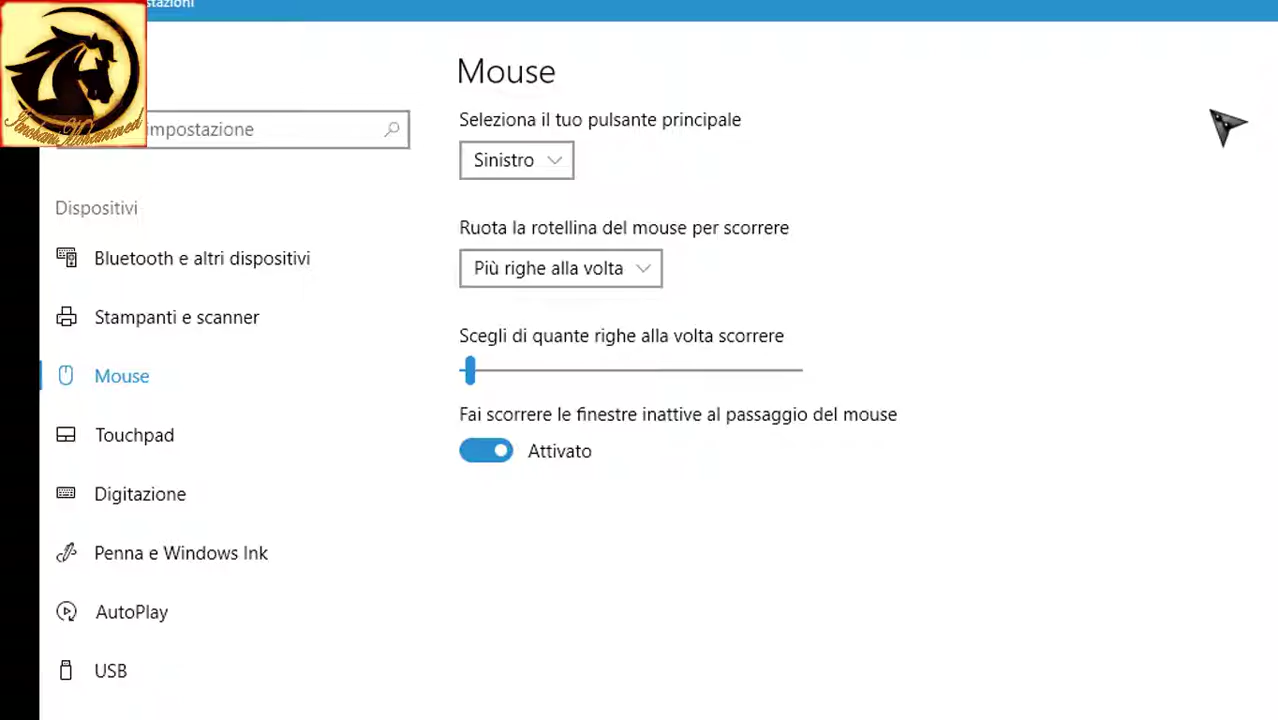 stazioni
Mouse
Seleziona il tuo pulsante principale
impostazione
Sinistro
Dispositivi
Ruota la rotellina del mouse per scorrere
Bluetooth e altri dispositivi
Più righe alla volta
Stampanti e scanner
Scegli di quante righe alla volta scorrere
Mouse
Fai scorrere le finestre inattive al passaggio del mouse
Touchpad
Attivato
Digitazione
Penna e Windows Ink
AutoPlay
USB